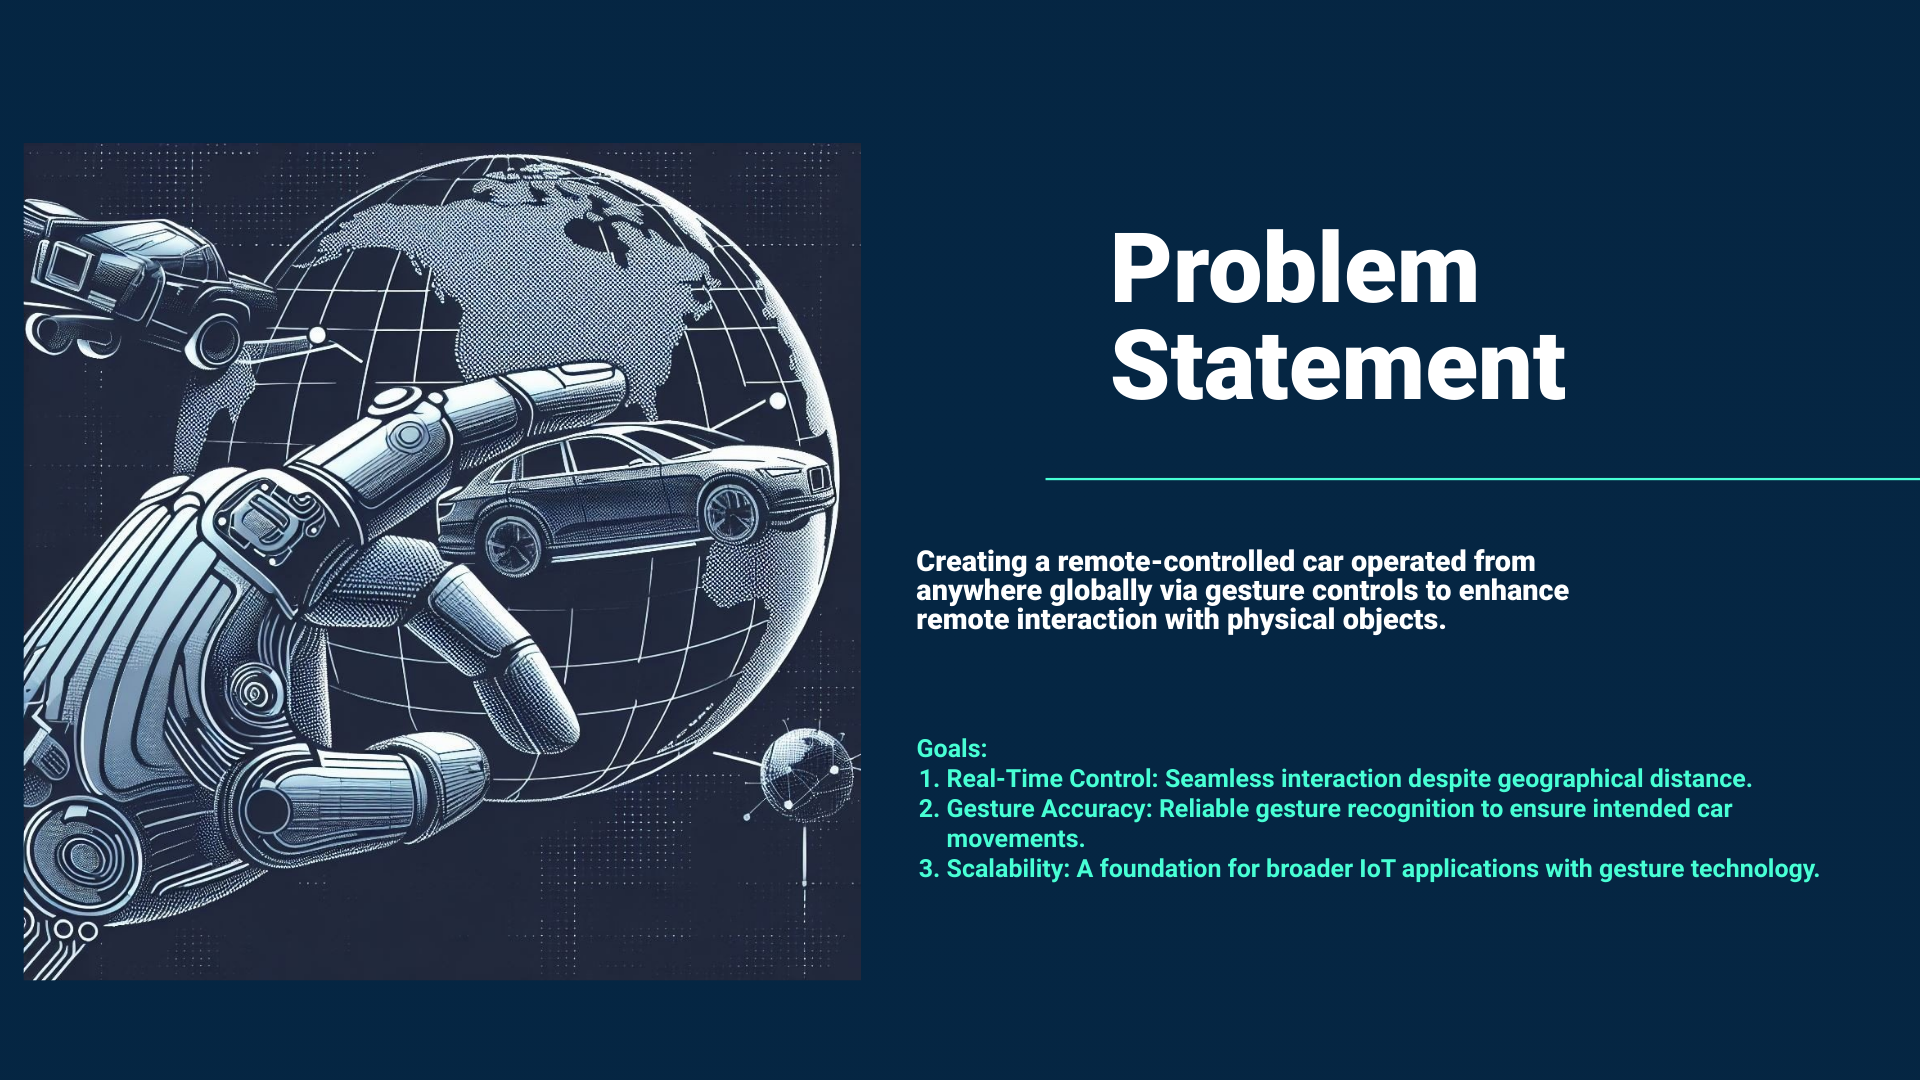 Problem
Statement
Creating a remote-controlled car operated from
anywhere globally via gesture controls to enhance
remote interaction with physical objects.
Goals:
1. Real-Time Control: Seamless interaction despite geographical distance.
2. Gesture Accuracy: Reliable gesture recognition to ensure intended car
movements.
3. Scalability: A foundation for broader IoT applications with gesture technology.